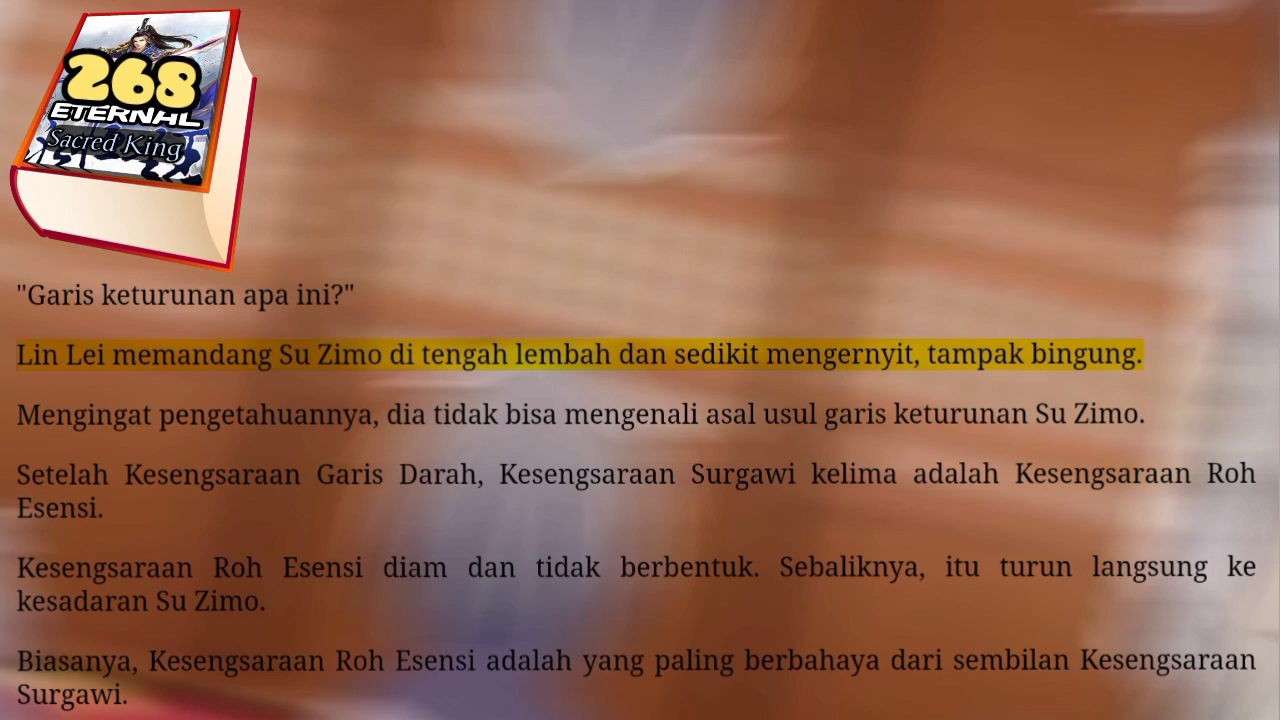 268
ETERNAL
Sacred King
"Garis keturunan apa ini?"
Lin Lei memandang Su Zimo di tengah lembah dan sedikit mengernyit, tampak bingung.
Mengingat pengetahuannya, dia tidak bisa mengenali asal usul garis keturunan Su Zimo.
Setelah Kesengsaraan Garis Darah, Kesengsaraan Surgawi kelima adalah Kesengsaraan Roh
Esensi.
Kesengsaraan Roh Esensi diam dan tidak berbentuk. Sebaliknya, itu turun langsung ke
kesadaran Su Zimo.
Biasanya, Kesengsaraan Roh Esensi adalah yang paling berbahaya dari sembilan Kesengsaraan
Surgawi.